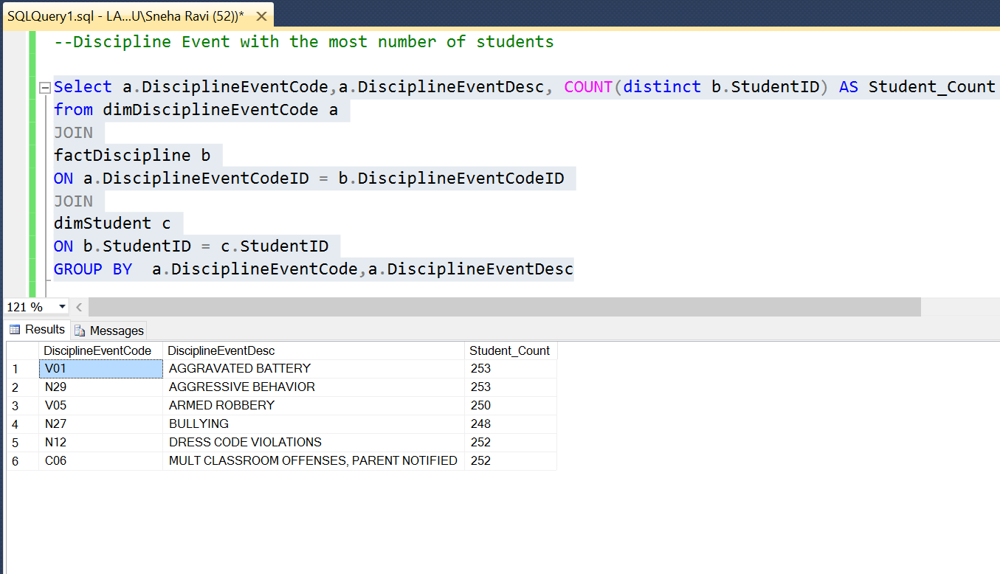 SQLQuery1.sql - LA...U\Sneha Ravi (52))* ✕
--Discipline Event with the most number of students
Select a.DisciplineEventCode,a.DisciplineEventDesc, COUNT(distinct b.StudentID) AS Student_Count
from dimDisciplineEventCode a
JOIN
factDiscipline b
ON a.DisciplineEventCodeID = b.DisciplineEventCodeID
JOIN
dimStudent c
ON b.StudentID = c.StudentID
GROUP BY  a.DisciplineEventCode,a.DisciplineEventDesc
121 %
Results Messages
DisciplineEventCode DisciplineEventDesc Student_Count
1 V01 AGGRAVATED BATTERY 253
2 N29 AGGRESSIVE BEHAVIOR 253
3 V05 ARMED ROBBERY 250
4 N27 BULLYING 248
5 N12 DRESS CODE VIOLATIONS 252
6 C06 MULT CLASSROOM OFFENSES, PARENT NOTIFIED 252